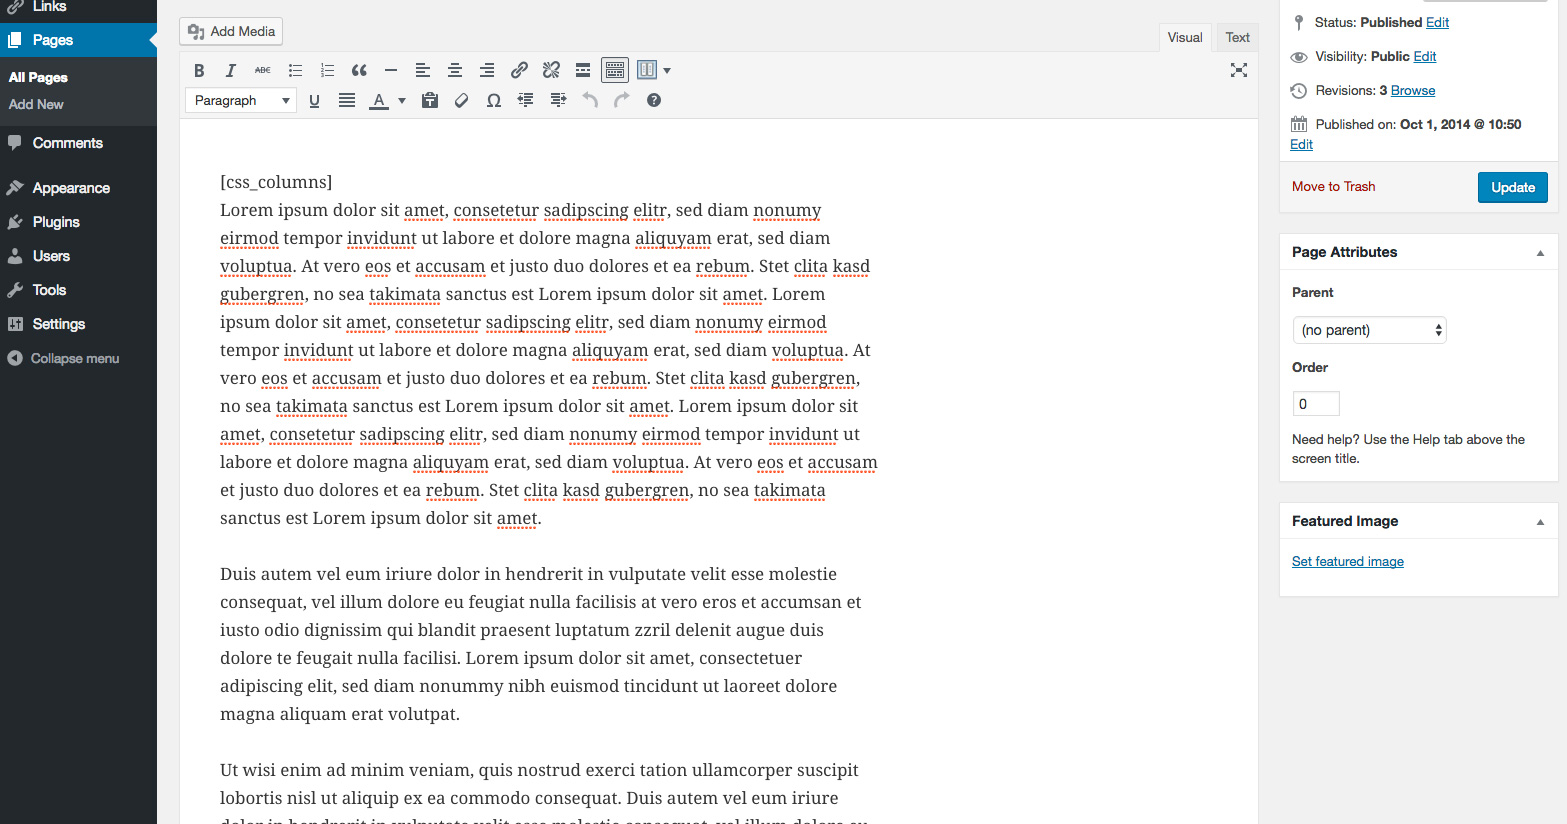 Links
Pages
All Pages
Add New
Comments
Appearance
Plugins
Users
Tools
Settings
Collapse menu
Add Media
Visual
Text
B I ABC
Paragraph
U A T Ω ?
[css_columns]
Lorem ipsum dolor sit amet, consetetur sadipscing elitr, sed diam nonumy
eirmod tempor invidunt ut labore et dolore magna aliquyam erat, sed diam
voluptua. At vero eos et accusam et justo duo dolores et ea rebum. Stet clita kasd
gubergren, no sea takimata sanctus est Lorem ipsum dolor sit amet. Lorem
ipsum dolor sit amet, consetetur sadipscing elitr, sed diam nonumy eirmod
tempor invidunt ut labore et dolore magna aliquyam erat, sed diam voluptua. At
vero eos et accusam et justo duo dolores et ea rebum. Stet clita kasd gubergren,
no sea takimata sanctus est Lorem ipsum dolor sit amet. Lorem ipsum dolor sit
amet, consetetur sadipscing elitr, sed diam nonumy eirmod tempor invidunt ut
labore et dolore magna aliquyam erat, sed diam voluptua. At vero eos et accusam
et justo duo dolores et ea rebum. Stet clita kasd gubergren, no sea takimata
sanctus est Lorem ipsum dolor sit amet.
Duis autem vel eum iriure dolor in hendrerit in vulputate velit esse molestie
consequat, vel illum dolore eu feugiat nulla facilisis at vero eros et accumsan et
iusto odio dignissim qui blandit praesent luptatum zzril delenit augue duis
dolore te feugait nulla facilisi. Lorem ipsum dolor sit amet, consectetuer
adipiscing elit, sed diam nonummy nibh euismod tincidunt ut laoreet dolore
magna aliquam erat volutpat.
Ut wisi enim ad minim veniam, quis nostrud exerci tation ullamcorper suscipit
lobortis nisl ut aliquip ex ea commodo consequat. Duis autem vel eum iriure
dolor in hendrerit in vulputate velit esse molestie consequat, vel illum dolore eu
Status: Published Edit
Visibility: Public Edit
Revisions: 3 Browse
Published on: Oct 1, 2014 @ 10:50
Edit
Move to Trash
Update
Page Attributes
Parent
(no parent)
Order
0
Need help? Use the Help tab above the
screen title.
Featured Image
Set featured image